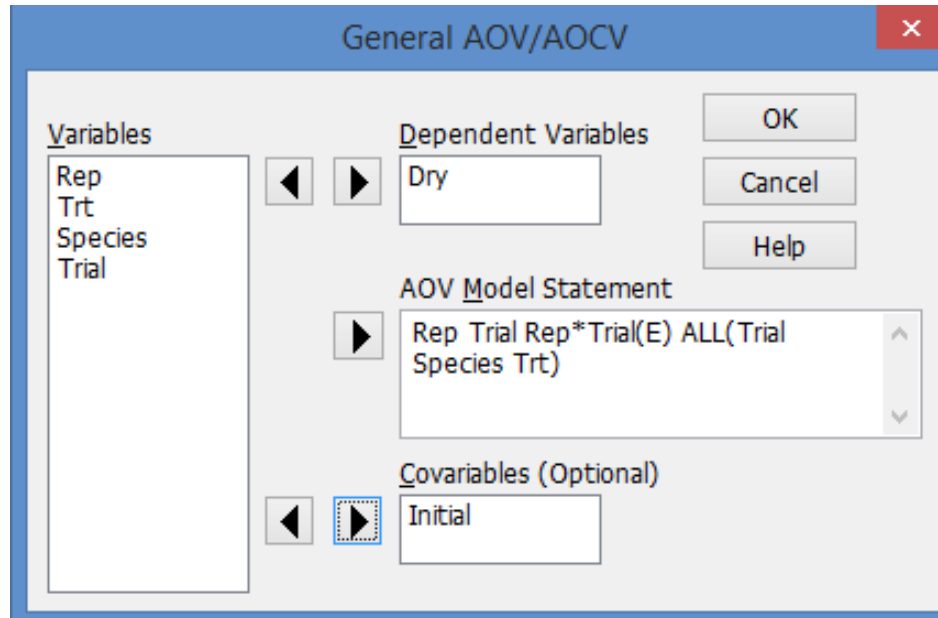 General AOV/AOCV
Variables
Rep
Trt
Species
Trial
Dependent Variables
Dry
OK
Cancel
Help
AOV Model Statement
Rep Trial Rep*Trial(E) ALL(Trial
Species Trt)
Covariables (Optional)
Initial